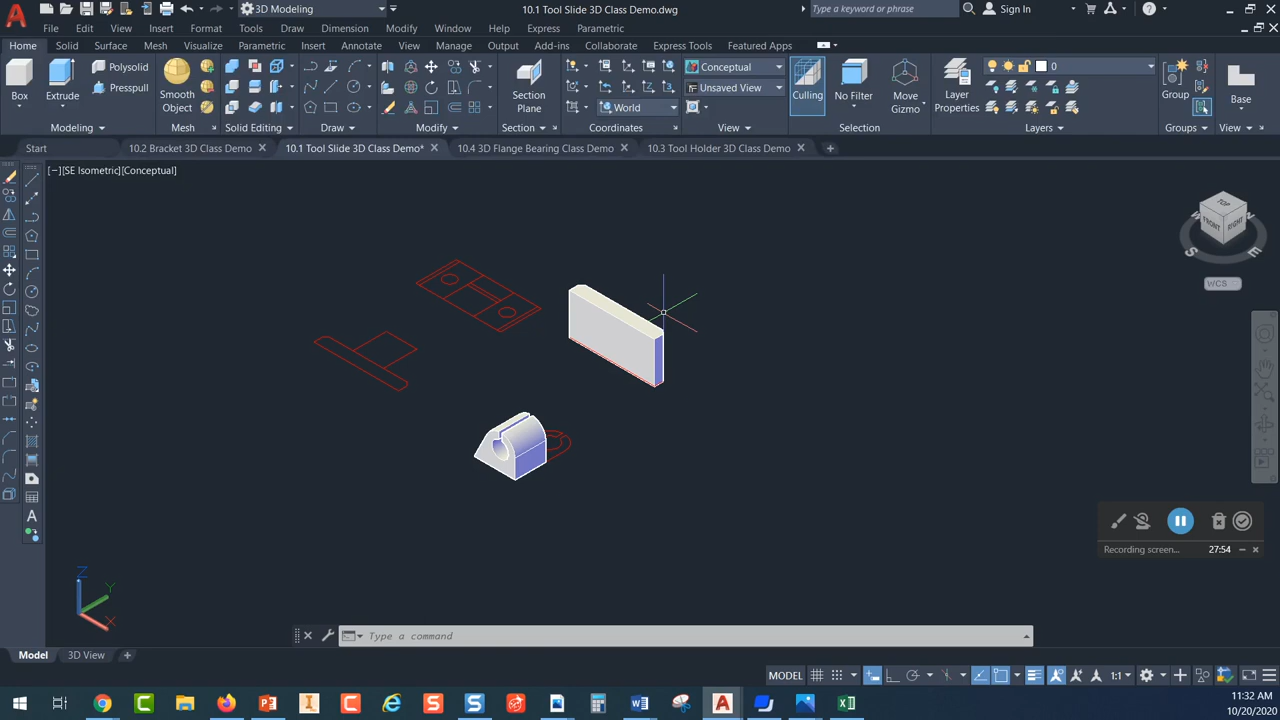 3D Modeling
10.1 Tool Slide 3D Class Demo.dwg
Type a keyword or phrase
Sign In
File Edit View Insert Format Tools Draw Dimension Modify Window Help Express Parametric
Home Solid Surface Mesh Visualize Parametric Insert Annotate View Manage Output Add-ins Collaborate Express Tools Featured Apps
Box
Extrude
Polysolid
Presspull
Smooth
Object
Section
Plane
World
Conceptual
Unsaved View
Culling
No Filter
Move
Gizmo
Layer
Properties
0
Group
Base
Modeling
Mesh
Solid Editing
Draw
Modify
Section
Coordinates
View
Selection
Layers
Groups
View
Start
10.2 Bracket 3D Class Demo
10.1 Tool Slide 3D Class Demo*
10.4 3D Flange Bearing Class Demo
10.3 Tool Holder 3D Class Demo
[−][SE Isometric][Conceptual]
TOP
FRONT
RIGHT
W
N
S
E
WCS
Recording screen...
27:54
Z
Y
X
A
Type a command
Model
3D View
MODEL
1:1
11:32 AM
10/20/2020